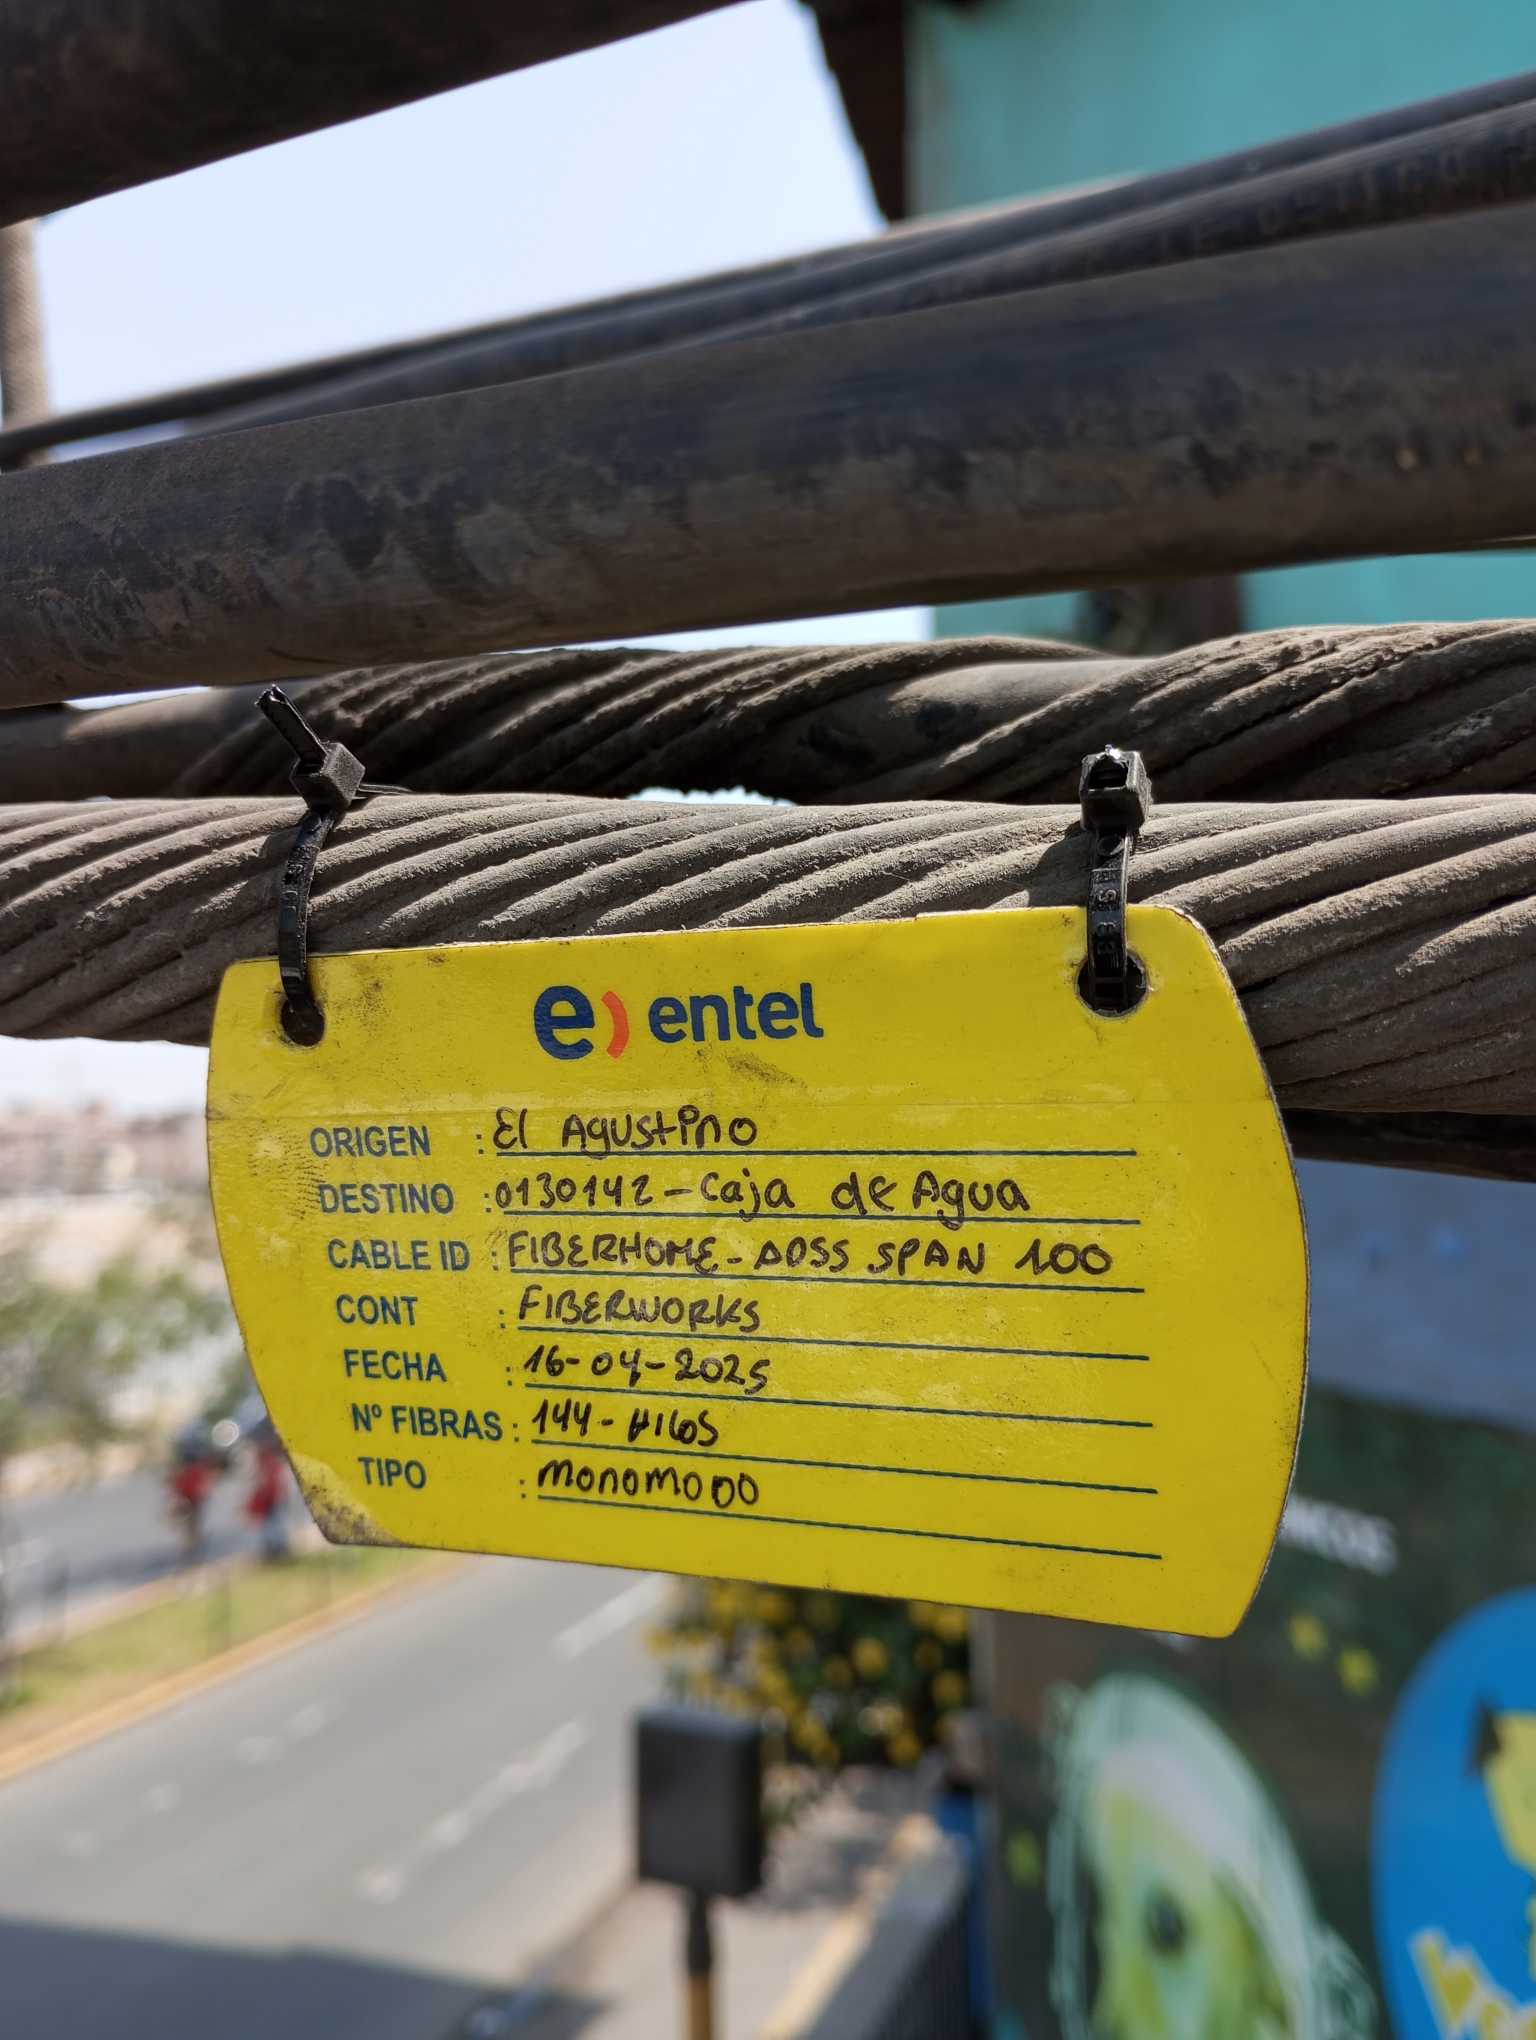 e) entel
ORIGEN : El Agustino
DESTINO : 0130142 - Caja de Agua
CABLE ID : FIBERHOME - ADSS SPAN 100
CONT : FIBERWORKS
FECHA : 16-04-2025
Nº FIBRAS : 144 - HILOS
TIPO : MONOMODO